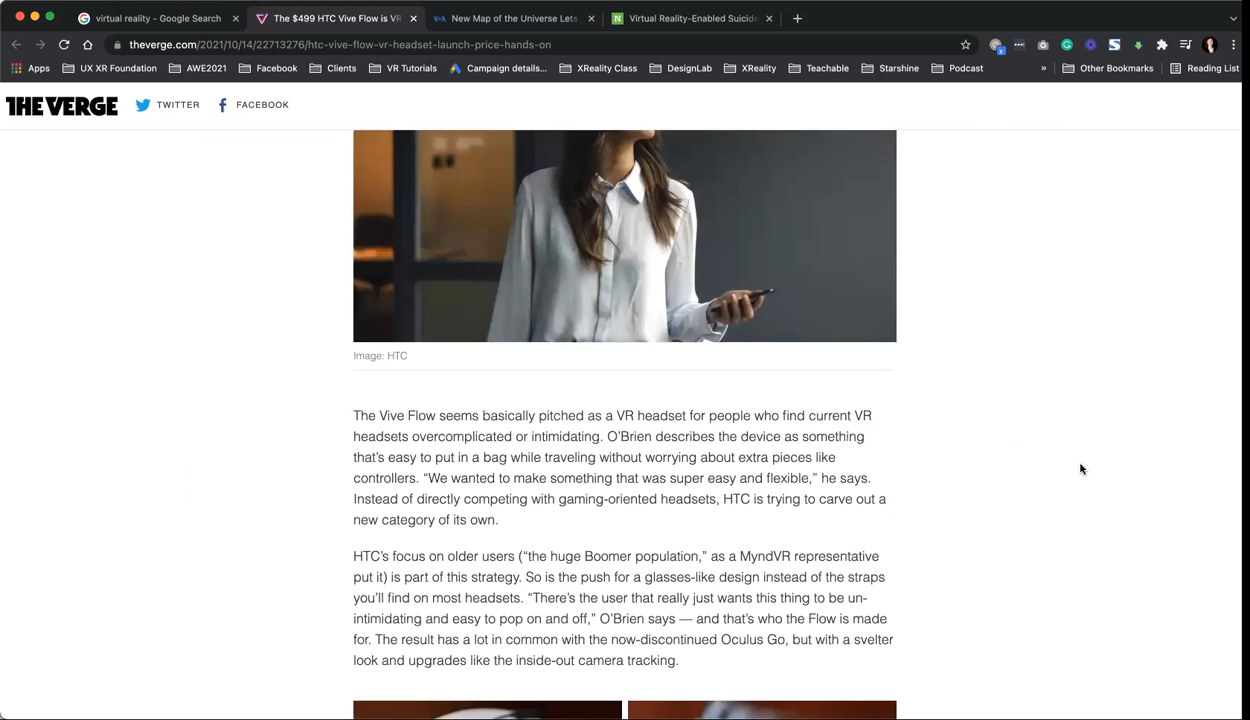 virtual reality - Google Search
The $499 HTC Vive Flow is VR
New Map of the Universe Lets
Virtual Reality-Enabled Suicide
theverge.com/2021/10/14/22713276/htc-vive-flow-vr-headset-launch-price-hands-on
Apps UX XR Foundation AWE2021 Facebook Clients VR Tutorials Campaign details... XReality Class DesignLab XReality Teachable Starshine Podcast » Other Bookmarks Reading List
THE VERGE TWITTER FACEBOOK
Image: HTC
The Vive Flow seems basically pitched as a VR headset for people who find current VR
headsets overcomplicated or intimidating. O’Brien describes the device as something
that’s easy to put in a bag while traveling without worrying about extra pieces like
controllers. “We wanted to make something that was super easy and flexible,” he says.
Instead of directly competing with gaming-oriented headsets, HTC is trying to carve out a
new category of its own.
HTC’s focus on older users (“the huge Boomer population,” as a MyndVR representative
put it) is part of this strategy. So is the push for a glasses-like design instead of the straps
you’ll find on most headsets. “There’s the user that really just wants this thing to be un-
intimidating and easy to pop on and off,” O’Brien says — and that’s who the Flow is made
for. The result has a lot in common with the now-discontinued Oculus Go, but with a svelter
look and upgrades like the inside-out camera tracking.